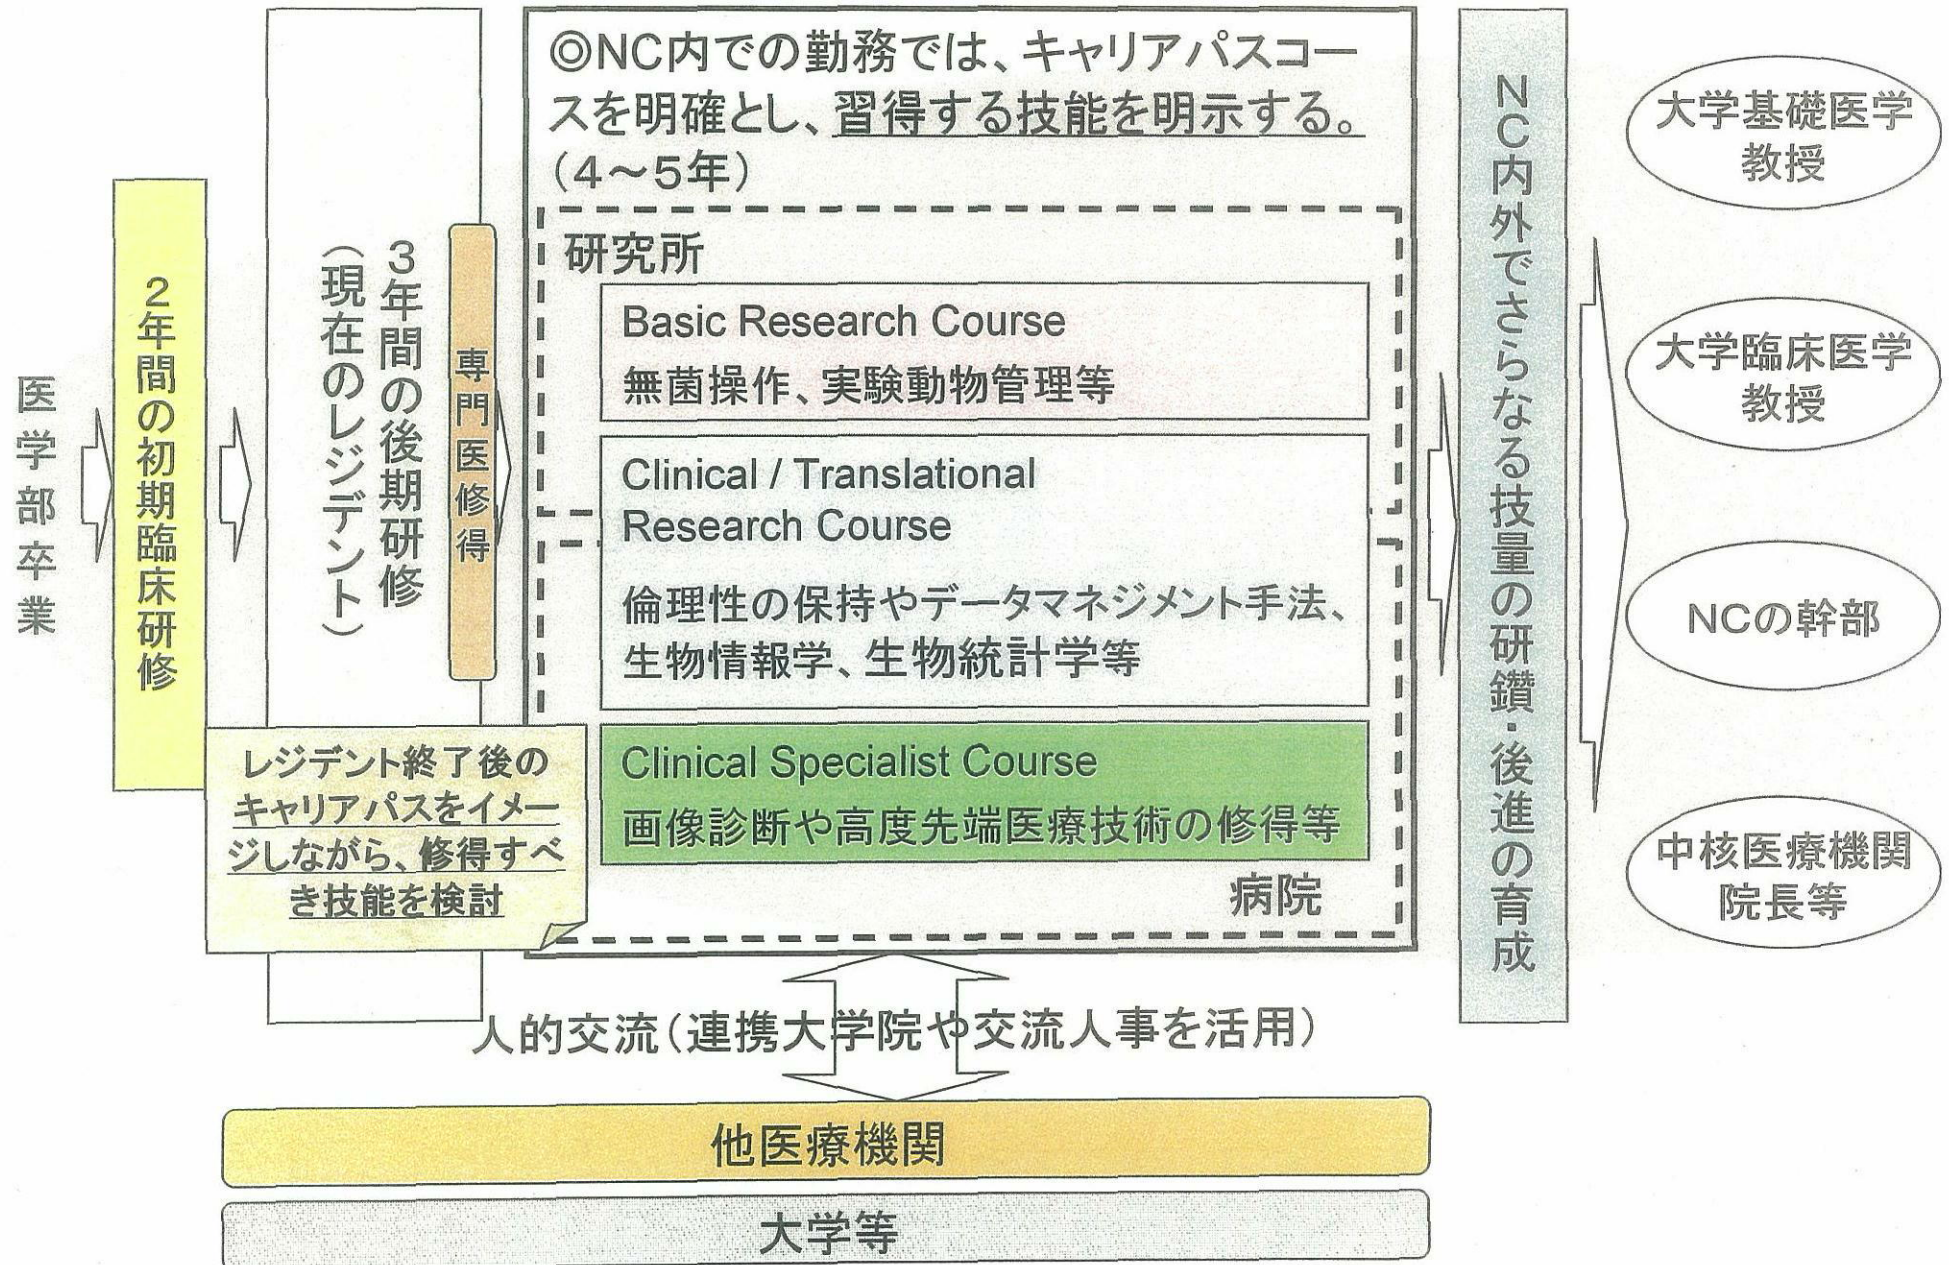 医学部卒業
２年間の初期臨床研修
３年間の後期研修
（現在のレジデント）
専門医修得
レジデント終了後の
キャリアパスをイメー
ジしながら、修得すべ
き技能を検討
◎NC内での勤務では、キャリアパスコー
スを明確とし、習得する技能を明示する。
（４～５年）
研究所
Basic Research Course
無菌操作、実験動物管理等
Clinical / Translational
Research Course
倫理性の保持やデータマネジメント手法、
生物情報学、生物統計学等
Clinical Specialist Course
画像診断や高度先端医療技術の修得等
病院
NC内外でさらなる技量の研鑽・後進の育成
大学基礎医学
教授
大学臨床医学
教授
NCの幹部
中核医療機関
院長等
人的交流（連携大学院や交流人事を活用）
他医療機関
大学等